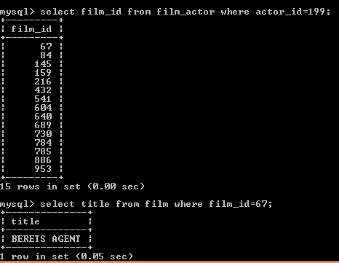 mysql> select film_id from film_actor where actor_id=199;
+---------+
| film_id |
+---------+
| 67 |
| 84 |
| 145 |
| 159 |
| 216 |
| 432 |
| 541 |
| 604 |
| 640 |
| 689 |
| 730 |
| 784 |
| 785 |
| 886 |
| 953 |
+---------+
15 rows in set (0.00 sec)
mysql> select title from film where film_id=67;
+--------------+
| title |
+--------------+
| BERETS AGENT |
+--------------+
1 row in set (0.05 sec)